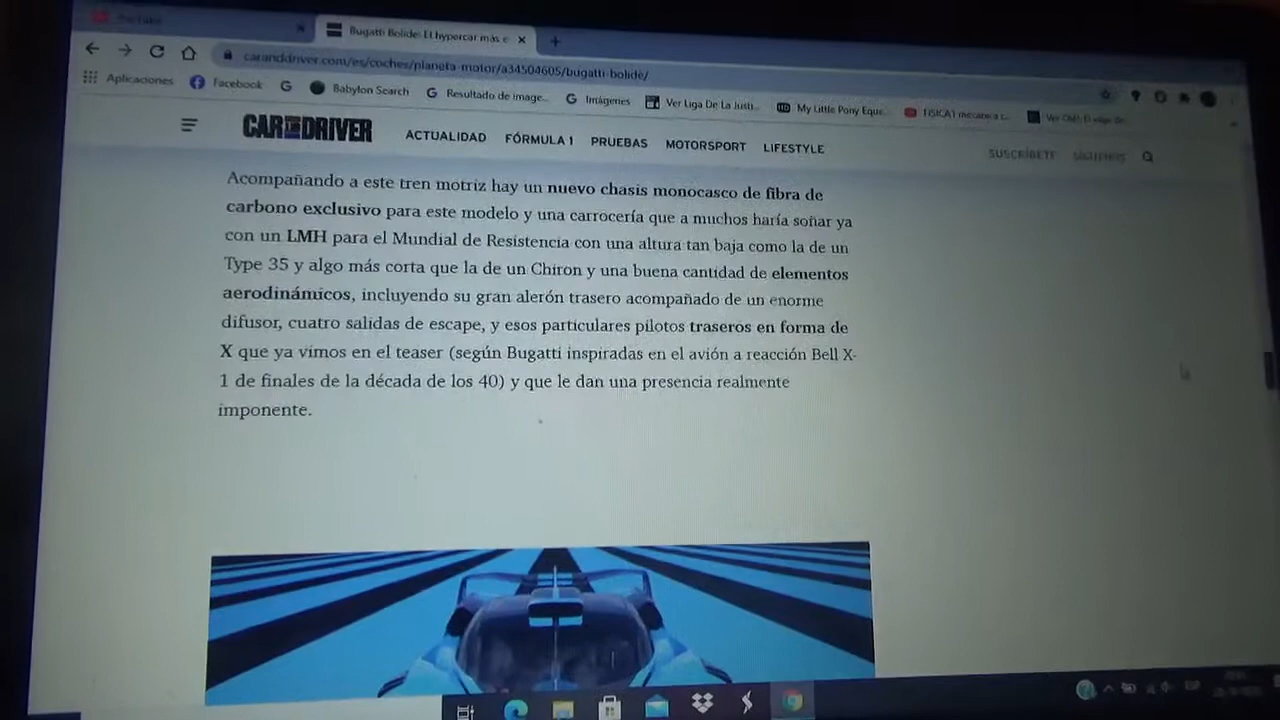 YouTube
Bugatti Bolide: El hypercar más e
caranddriver.com/es/coches/planeta-motor/a34504605/bugatti-bolide/
Aplicaciones Facebook Babylon Search Resultado de image... Imágenes Ver Liga De La Justi... My Little Pony Eque...
CAR AND DRIVER ACTUALIDAD FÓRMULA 1 PRUEBAS MOTORSPORT LIFESTYLE SUSCRÍBETE SÍGUENOS
Acompañando a este tren motriz hay un nuevo chasis monocasco de fibra de
carbono exclusivo para este modelo y una carrocería que a muchos haría soñar ya
con un LMH para el Mundial de Resistencia con una altura tan baja como la de un
Type 35 y algo más corta que la de un Chiron y una buena cantidad de elementos
aerodinámicos, incluyendo su gran alerón trasero acompañado de un enorme
difusor, cuatro salidas de escape, y esos particulares pilotos traseros en forma de
X que ya vimos en el teaser (según Bugatti inspiradas en el avión a reacción Bell X-
1 de finales de la década de los 40) y que le dan una presencia realmente
imponente.